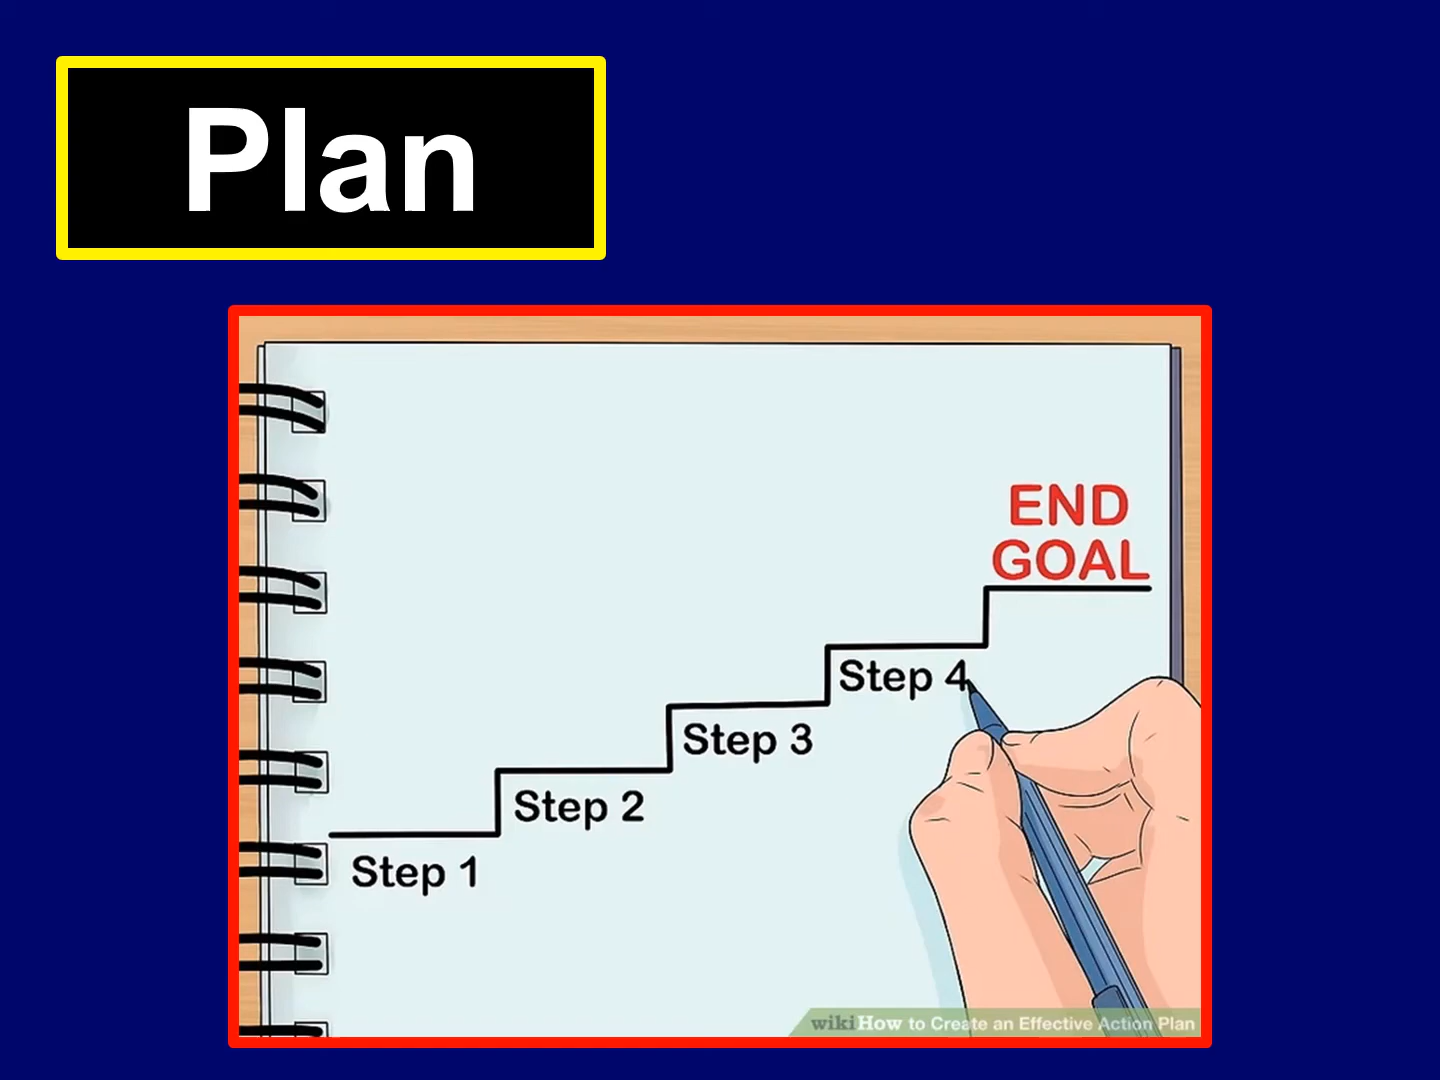 Plan
END
GOAL
Step 4
Step 3
Step 2
Step 1
wikiHow to Create an Effective Action Plan